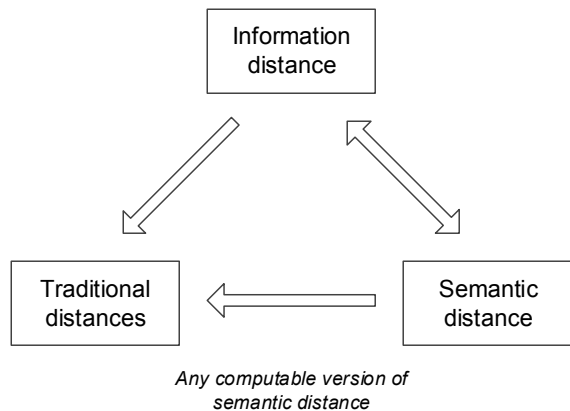 Information
distance
Traditional
distances
Semantic
distance
Any computable version of
semantic distance